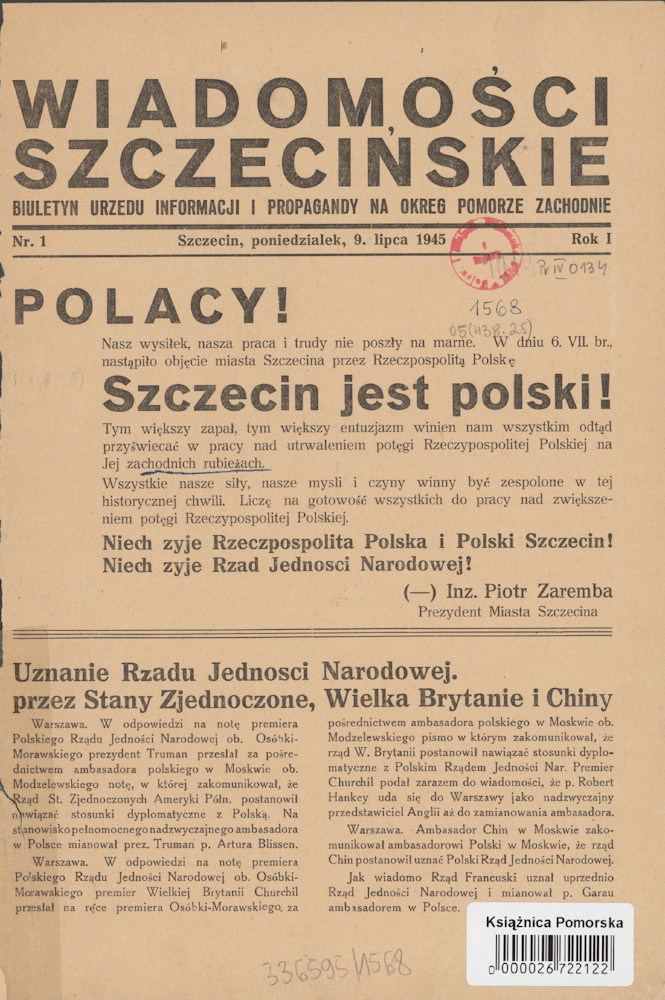 WIADOMOŚCI
SZCZECIŃSKIE
BIULETYN URZEDU INFORMACJI I PROPAGANDY NA OKREG POMORZE ZACHODNIE
Nr. 1 Szczecin, poniedzialek, 9. lipca 1945 Rok I
Pr IV 0134
1568
05(438.25)
POLACY!
Nasz wysiłek, nasza praca i trudy nie poszły na marne. W dniu 6. VII. br.,
nastąpiło objęcie miasta Szczecina przez Rzeczpospolitą Polskę
Szczecin jest polski!
Tym większy zapał, tym większy entuzjazm winien nam wszystkim odtąd
przyświecać w pracy nad utrwaleniem potęgi Rzeczypospolitej Polskiej na
Jej zachodnich rubieżach.
Wszystkie nasze siły, nasze mysli i czyny winny być zespolone w tej
historycznej chwili. Liczę na gotowość wszystkich do pracy nad zwiększe-
niem potęgi Rzeczypospolitej Polskiej.
Niech zyje Rzeczpospolita Polska i Polski Szczecin!
Niech zyje Rzad Jednosci Narodowej!
(—) Inz. Piotr Zaremba
Prezydent Miasta Szczecina
Uznanie Rzadu Jednosci Narodowej.
przez Stany Zjednoczone, Wielka Brytanie i Chiny
Warszawa. W odpowiedzi na notę premiera
Polskiego Rządu Jedności Narodowej ob. Osóbki-
Morawskiego prezydent Truman przesłał za pośre-
dnictwem ambasadora polskiego w Moskwie ob.
Modzelewskiego notę, w której zakomunikował, że
Rząd St. Zjednoczonych Ameryki Półn. postanowił
nawiązać stosunki dyplomatyczne z Polską. Na
stanowisko pełnomocnego nadzwyczajnego ambasadora
w Polsce mianował prez. Truman p. Artura Blissen.
Warszawa. W odpowiedzi na notę premiera
Polskiego Rządu Jedności Narodowej ob. Osóbki-
Morawskiego premier Wielkiej Brytanii Churchil
przesłał na ręce premiera Osóbki-Morawskiego, za
pośrednictwem ambasadora polskiego w Moskwie ob.
Modzelewskiego pismo w którym zakomunikował, że
rząd W. Brytanii postanowił nawiązać stosunki dyplo-
matyczne z Polskim Rządem Jedności Nar. Premier
Churchil podał zarazem do wiadomości, że p. Robert
Hankey uda się do Warszawy jako nadzwyczajny
przedstawiciel Anglii aż do zamianowania ambasadora.
Warszawa. Ambasador Chin w Moskwie zako-
munikował ambasadorowi Polski w Moskwie, że rząd
Chin postanowił uznać Polski Rząd Jedności Narodowej.
Jak wiadomo Rząd Francuski uznał uprzednio
Rząd Jedności Narodowej i mianował p. Garau
ambasadorem w Polsce.
Książnica Pomorska
0000026722122
336595/1568